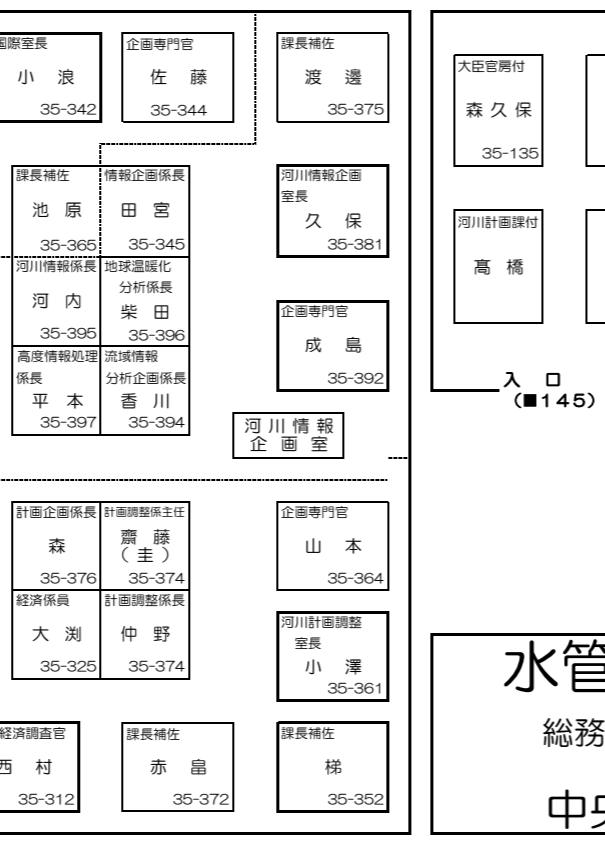 国際室長
小 浪
35-342
企画専門官
佐 藤
35-344
課長補佐
渡 邊
35-375
課長補佐
池 原
35-365
情報企画係長
田 宮
35-345
河川情報企画
室長
久 保
35-381
河川情報係長
河 内
35-395
地球温暖化
分析係長
柴 田
35-396
企画専門官
成 島
35-392
高度情報処理
係長
平 本
35-397
流域情報
分析企画係長
香 川
35-394
河川情報
企画室
計画企画係長
森
35-376
計画調整係主任
齋 藤
(圭)
35-374
企画専門官
山 本
35-364
経済係員
大 渕
35-325
計画調整係長
仲 野
35-374
河川計画調整
室長
小 澤
35-361
経済調査官
西 村
35-312
課長補佐
赤 畠
35-372
課長補佐
梯
35-352
大臣官房付
森久保
35-135
河川計画課付
髙 橋
入 口
(■145)
水管
総務
中央